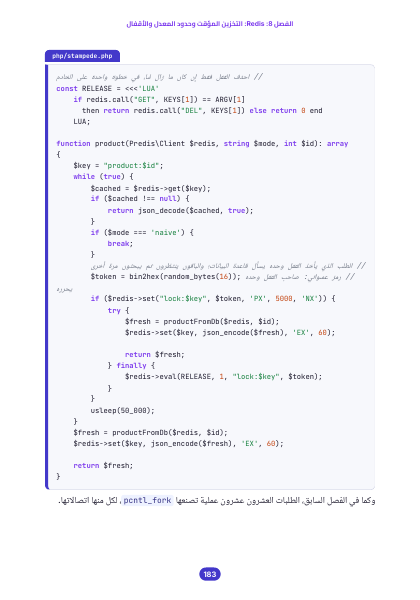 الفصل 8: Redis: التخزين المؤقت وحدود المعدل والأقفال
php/stampede.php
// احذف القفل فقط إن كان ما زال لنا، في خطوة واحدة على الخادم
const RELEASE = <<<'LUA'
if redis.call("GET", KEYS[1]) == ARGV[1]
then return redis.call("DEL", KEYS[1]) else return 0 end
LUA;
function product(Predis\Client $redis, string $mode, int $id): array
{
$key = "product:$id";
while (true) {
$cached = $redis->get($key);
if ($cached !== null) {
return json_decode($cached, true);
}
if ($mode === 'naive') {
break;
}
// الطلب الذي يأخذ القفل وحده يسأل قاعدة البيانات؛ والباقون ينتظرون ثم يبحثون مرة أخرى
$token = bin2hex(random_bytes(16)); // رمز عشوائي: صاحب القفل وحده
يحرره
if ($redis->set("lock:$key", $token, 'PX', 5000, 'NX')) {
try {
$fresh = productFromDb($redis, $id);
$redis->set($key, json_encode($fresh), 'EX', 60);
return $fresh;
} finally {
$redis->eval(RELEASE, 1, "lock:$key", $token);
}
}
usleep(50_000);
}
$fresh = productFromDb($redis, $id);
$redis->set($key, json_encode($fresh), 'EX', 60);
return $fresh;
}
وكما في الفصل السابق، الطلبات العشرون عشرون عملية تصنعها pcntl_fork، لكل منها اتصالاتها.
183